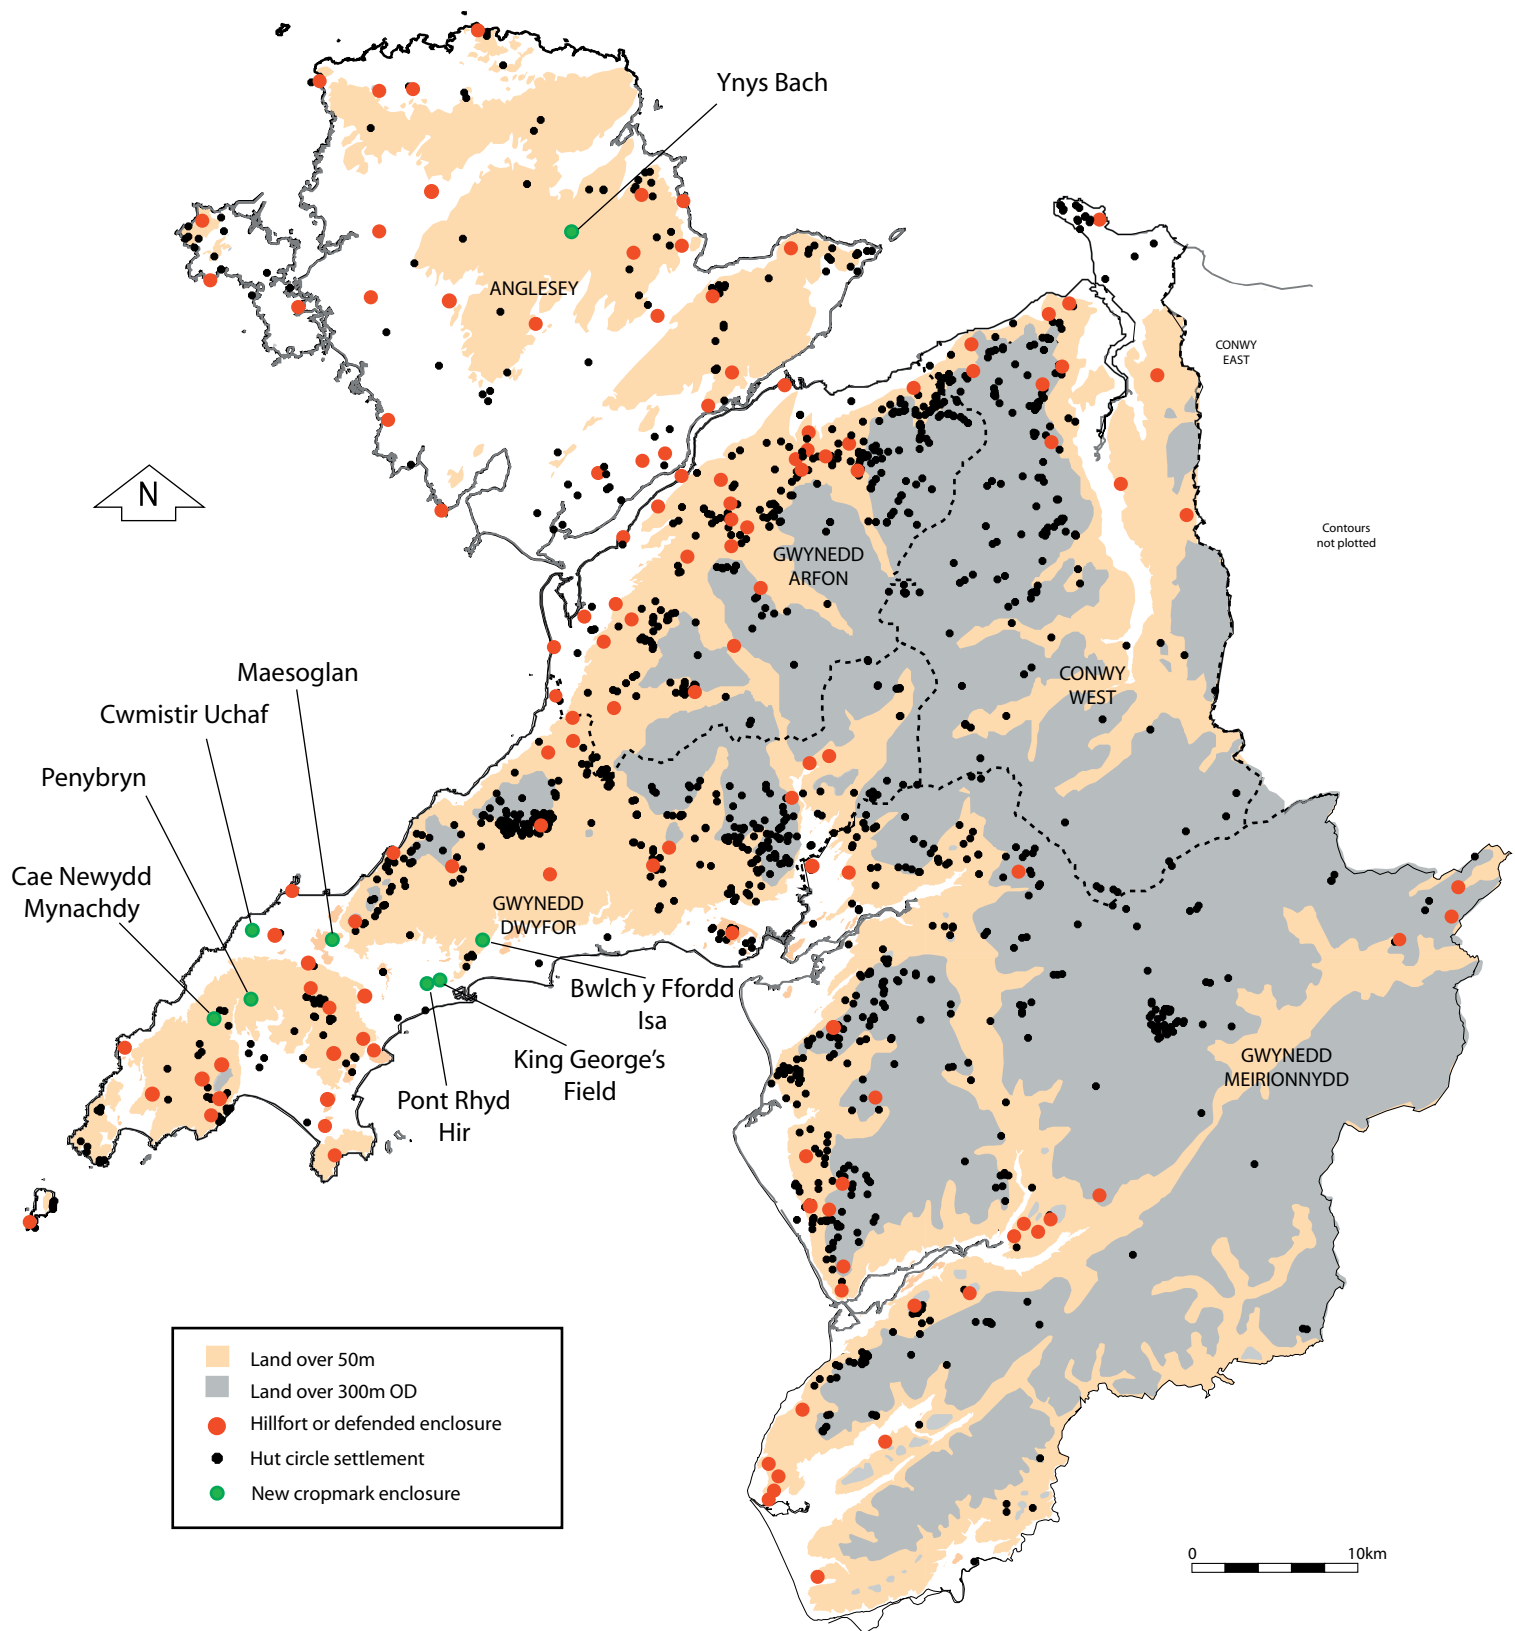 Ynys Bach
ANGLESEY
CONWY
EAST
N
Contours
not plotted
GWYNEDD
ARFON
Maesoglan
CONWY
WEST
Cwmistir Uchaf
Penybryn
Cae Newydd
Mynachdy
GWYNEDD
DWYFOR
Bwlch y Ffordd
Isa
King George’s
Field
GWYNEDD
MEIRIONNYDD
Pont Rhyd
Hir
Land over 50m
Land over 300m OD
Hillfort or defended enclosure
Hut circle settlement
New cropmark enclosure
0 10km